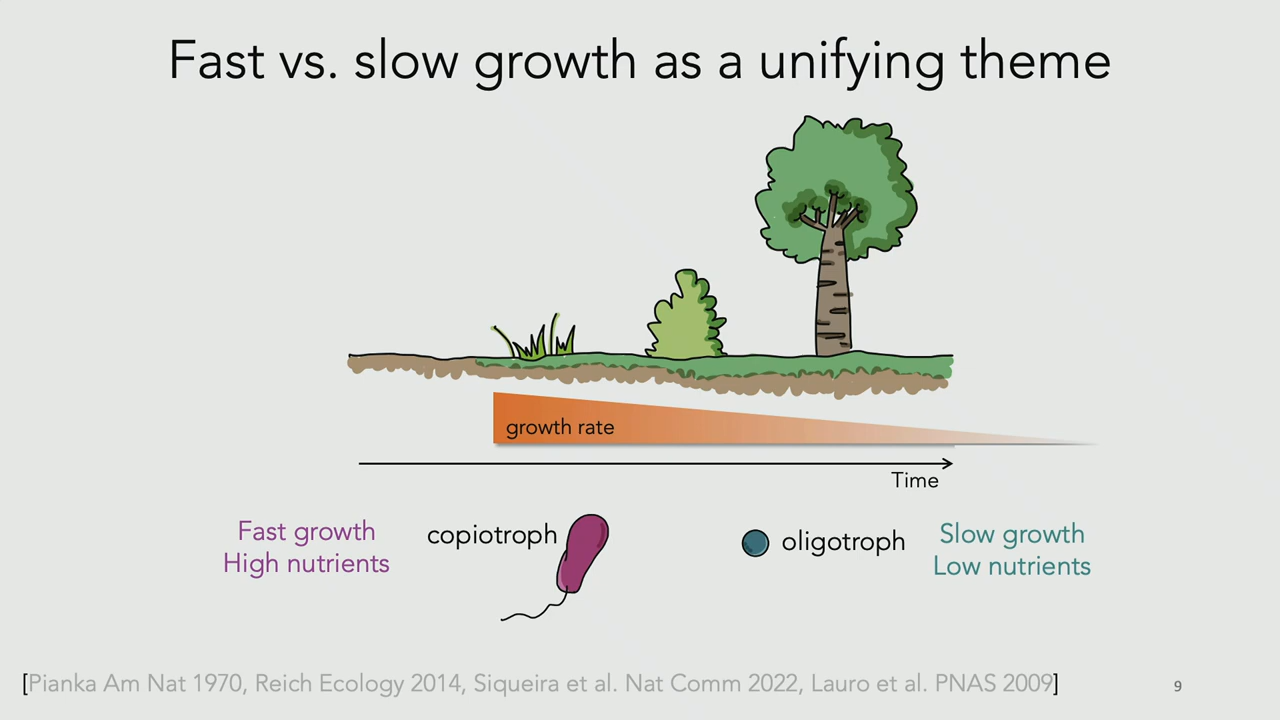 Fast vs. slow growth as a unifying theme
growth rate
Time
Fast growth
High nutrients
copiotroph
oligotroph
Slow growth
Low nutrients
[Pianka Am Nat 1970, Reich Ecology 2014, Siqueira et al. Nat Comm 2022, Lauro et al. PNAS 2009]
9